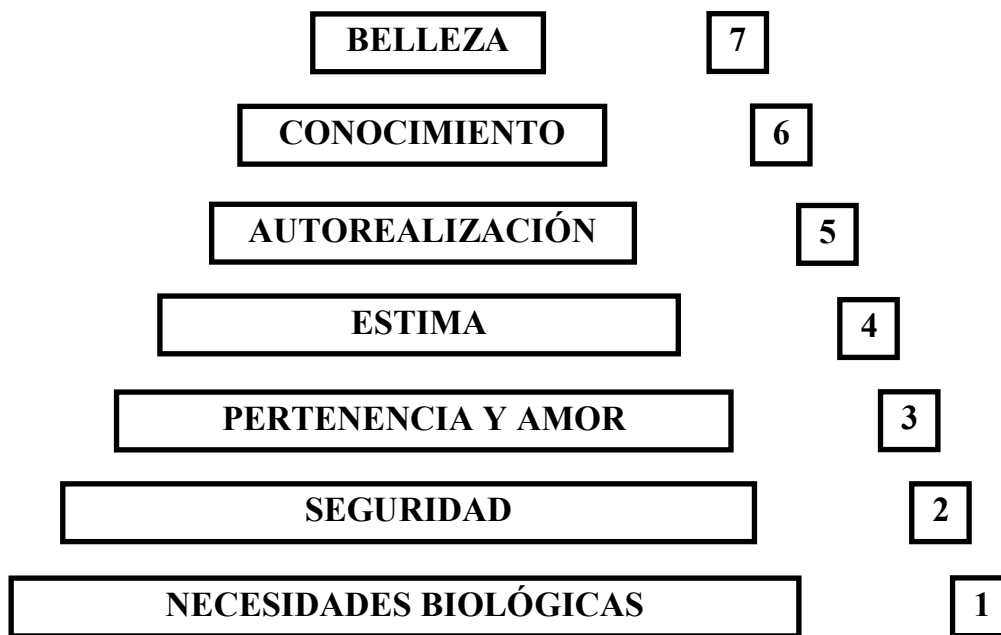 BELLEZA 7
CONOCIMIENTO 6
AUTOREALIZACIÓN 5
ESTIMA 4
PERTENENCIA Y AMOR 3
SEGURIDAD 2
NECESIDADES BIOLÓGICAS 1